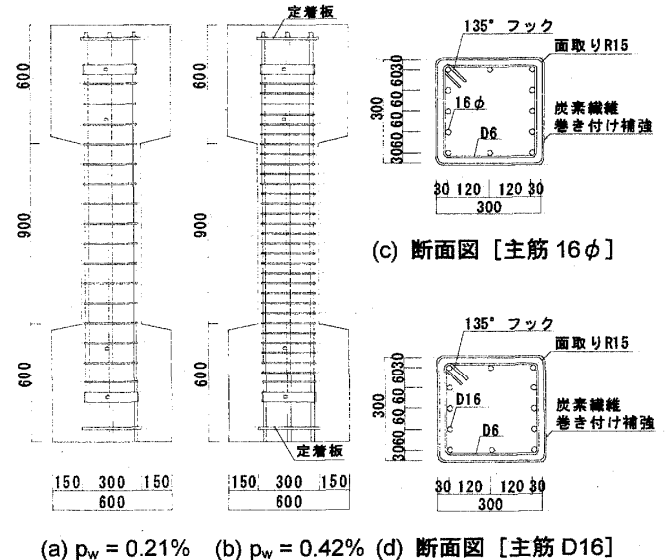 定着板
600
900
600
150 300 150
600
(a) pw = 0.21%
600
900
600
定着板
150 300 150
600
(b) pw = 0.42%
135° フック
面取りR15
16φ
D6
炭素繊維
巻き付け補強
300
3060 60 60 6030
30 120 120 30
300
(c) 断面図 [主筋 16φ]
135° フック
面取りR15
D16
D6
炭素繊維
巻き付け補強
300
3060 60 60 6030
30 120 120 30
300
(d) 断面図 [主筋 D16]